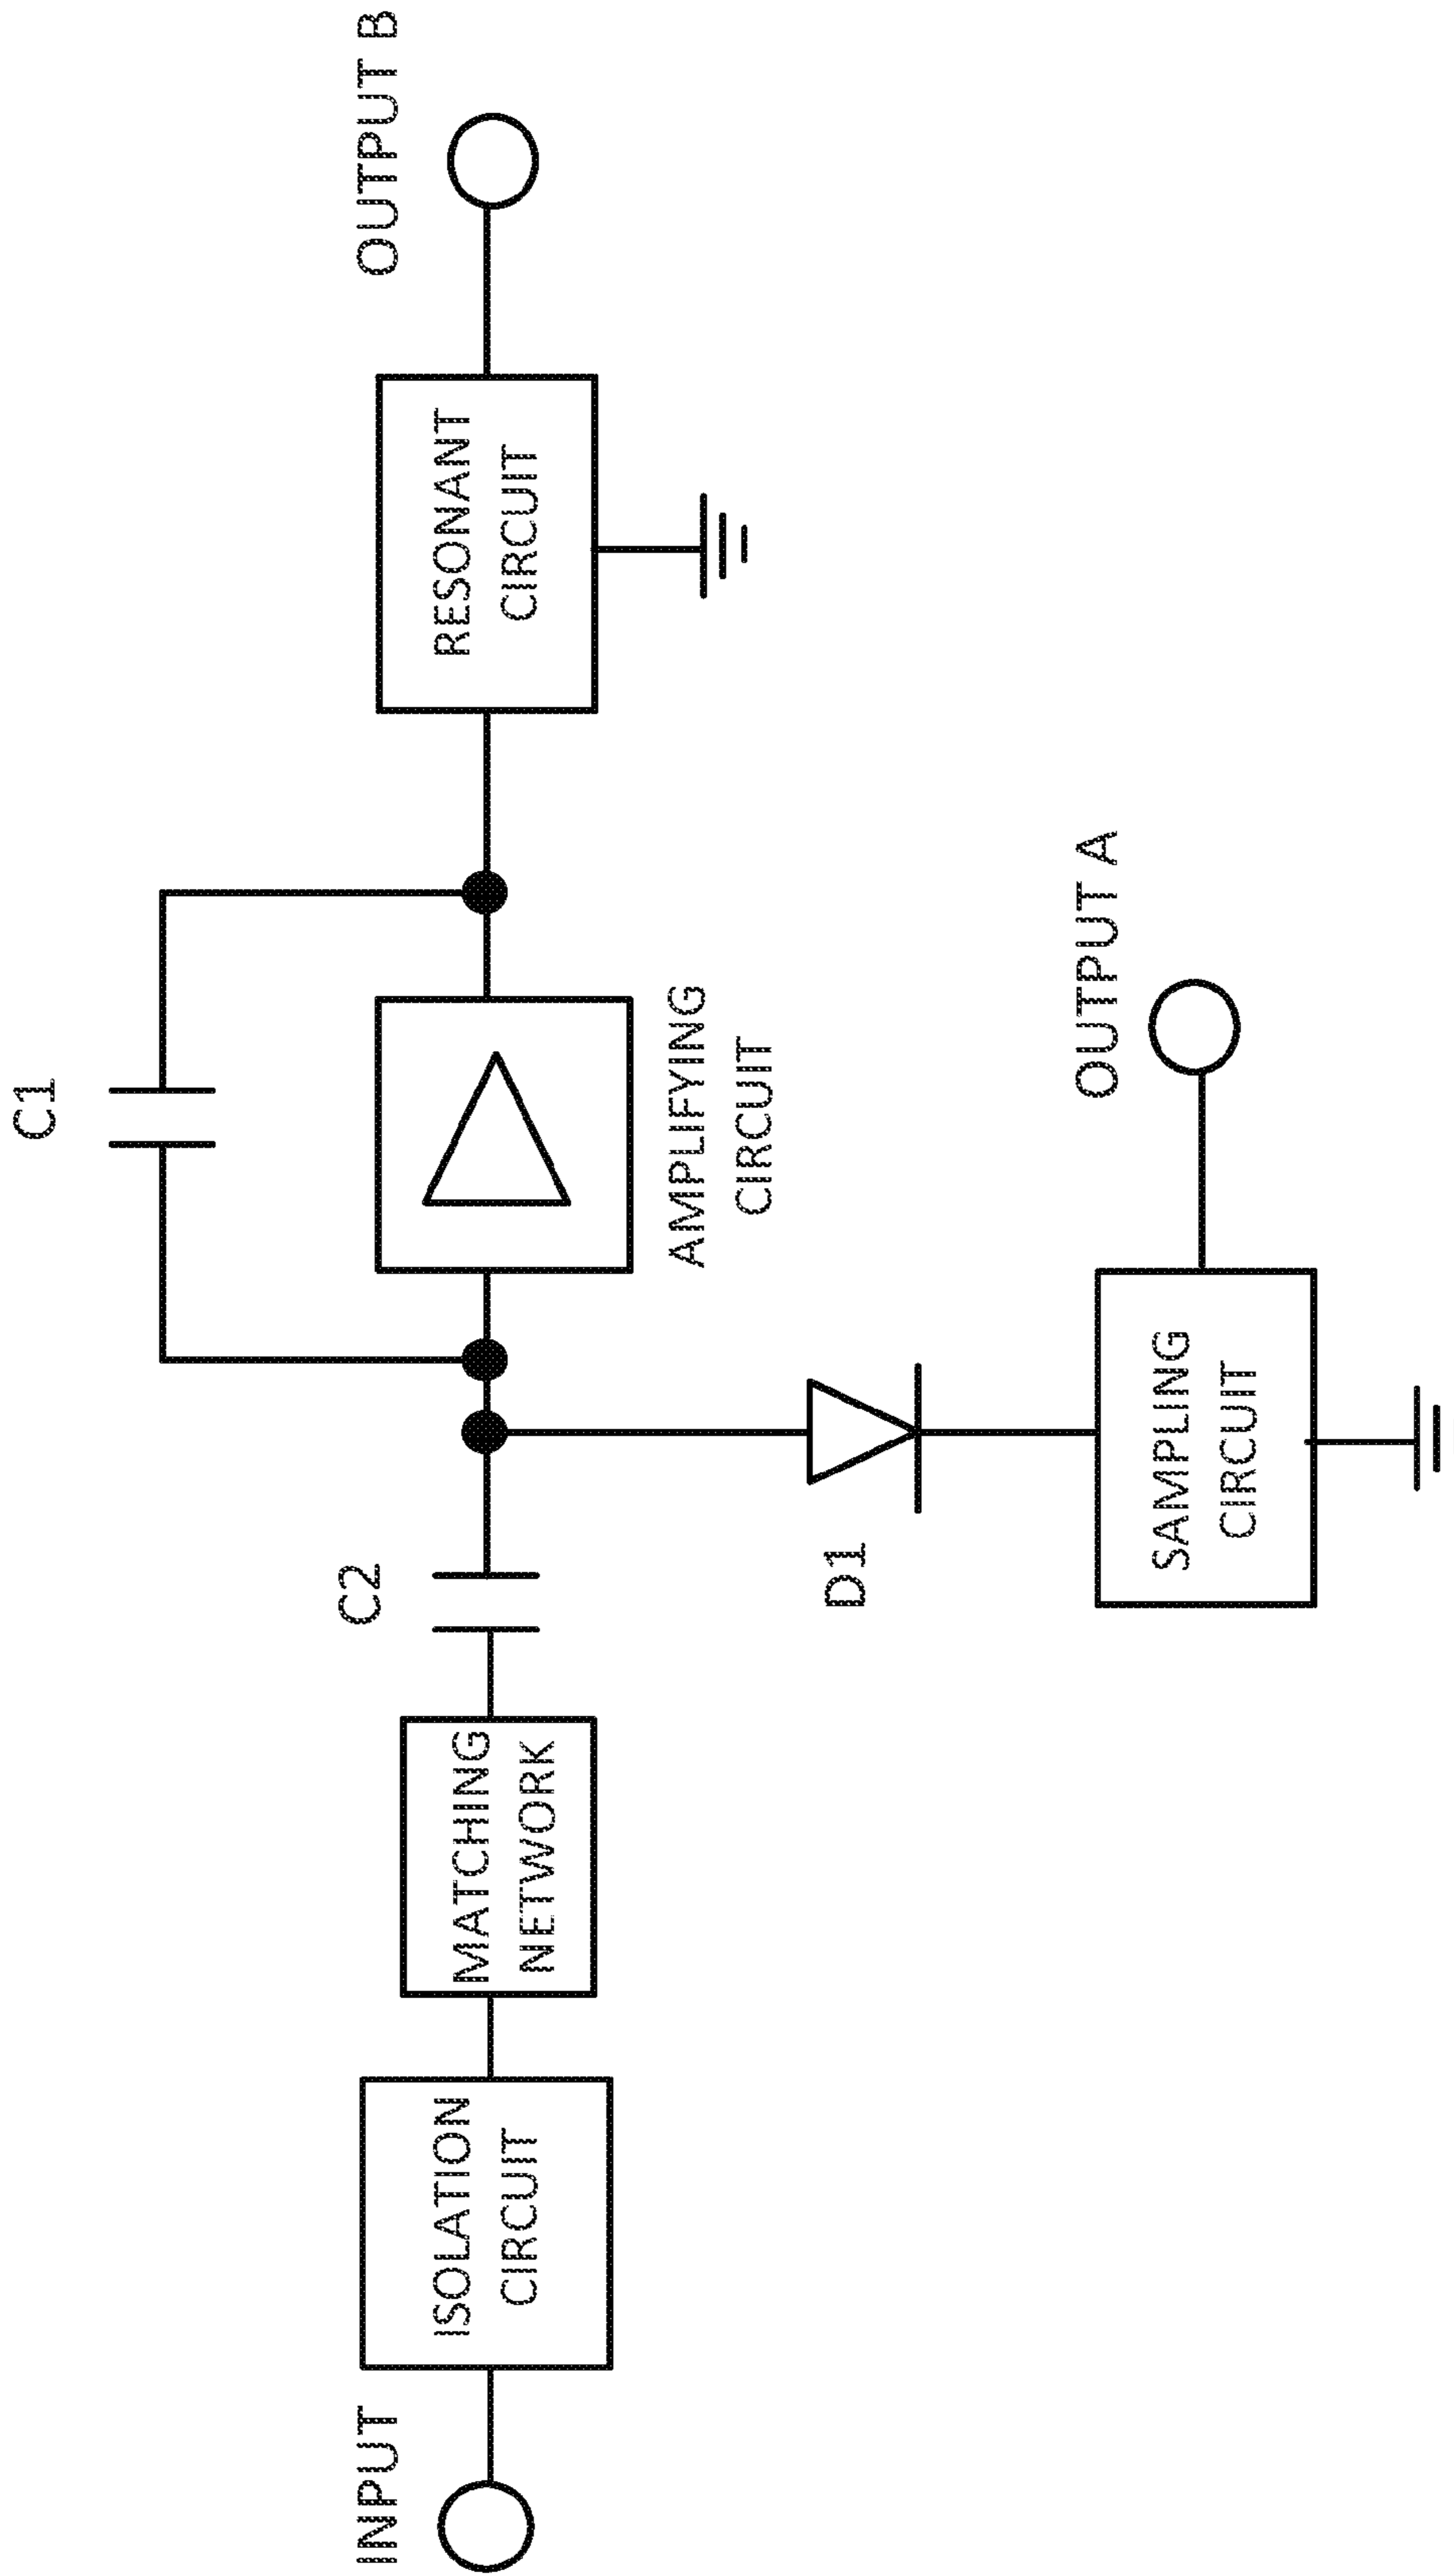 C1
INPUT
ISOLATION
CIRCUIT
MATCHING
NETWORK
C2
AMPLIFYING
CIRCUIT
RESONANT
CIRCUIT
OUTPUT B
D1
SAMPLING
CIRCUIT
OUTPUT A